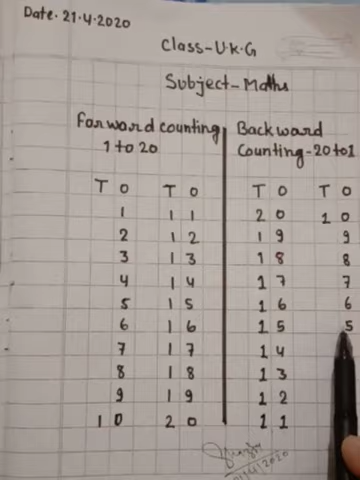 Date. 21.4.2020
Class-U.K.G
Subject-Maths
Forward counting
1 to 20
Backward
Counting-20 to 1
T O T O T O T O
1 1 1 2 0 1 0
2 1 2 1 9 9
3 1 3 1 8 8
4 1 4 1 7 7
5 1 5 1 6 6
6 1 6 1 5 5
7 1 7 1 4
8 1 8 1 3
9 1 9 1 2
1 0 2 0 1 1